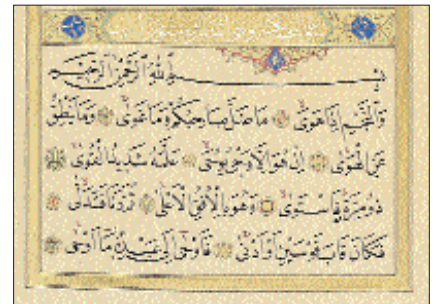 بسم الله الرحمن الرحيم
والنجم إذا هوى ما ضل صاحبكم وما غوى وما ينطق
عن الهوى إن هو إلا وحي يوحى علمه شديد القوى
ذو مرة فاستوى وهو بالأفق الأعلى ثم دنا فتدلى
فكان قاب قوسين أو أدنى فأوحى إلى عبده ما أوحى